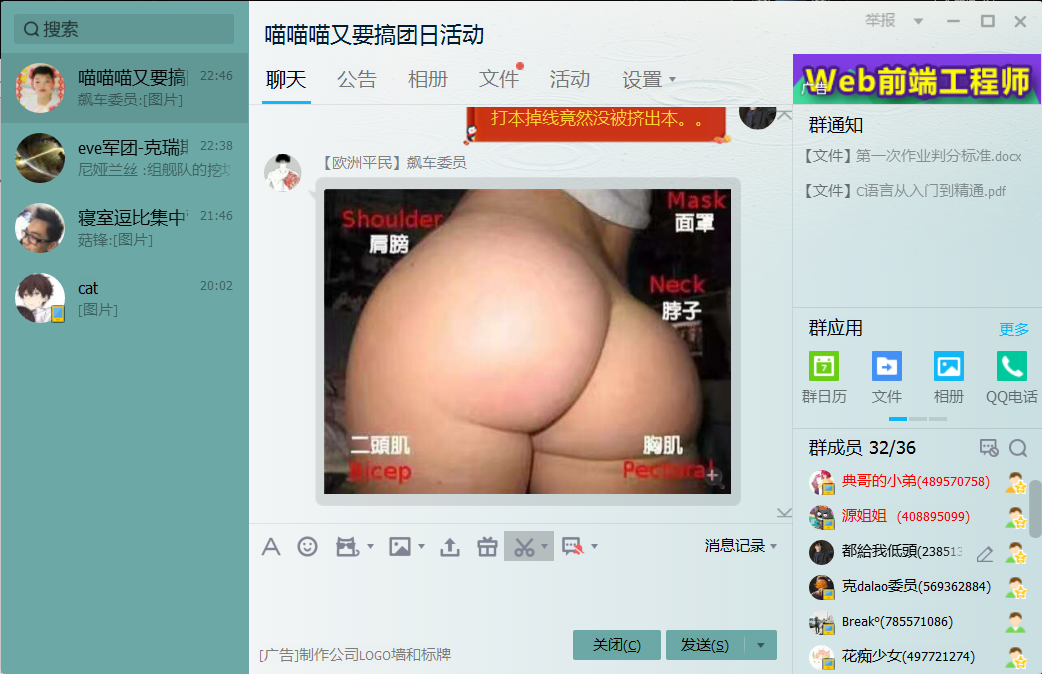 搜索
喵喵喵又要搞
22:46
飙车委员:[图片]
eve军团-克瑞
22:38
尼娅兰丝 :组舰队的挖
寝室逗比集中
21:46
菇锋:[图片]
cat
20:02
[图片]
喵喵喵又要搞团日活动
举报
聊天
公告
相册
文件
活动
设置
打本掉线竟然没被挤出本。。
【欧洲平民】飙车委员
Shoulder
肩膀
Mask
面罩
Neck
脖子
二頭肌
Bicep
胸肌
Pectoral
消息记录
[广告]制作公司LOGO墙和标牌
关闭(C)
发送(S)
Web前端工程师
广告
群通知
【文件】第一次作业判分标准.docx
【文件】C语言从入门到精通.pdf
群应用
更多
7
群日历
文件
相册
QQ电话
群成员 32/36
典哥的小弟(489570758)
源姐姐 (408895099)
都給我低頭(238513
克dalao委员(569362884)
Break°(785571086)
花痴少女(497721274)